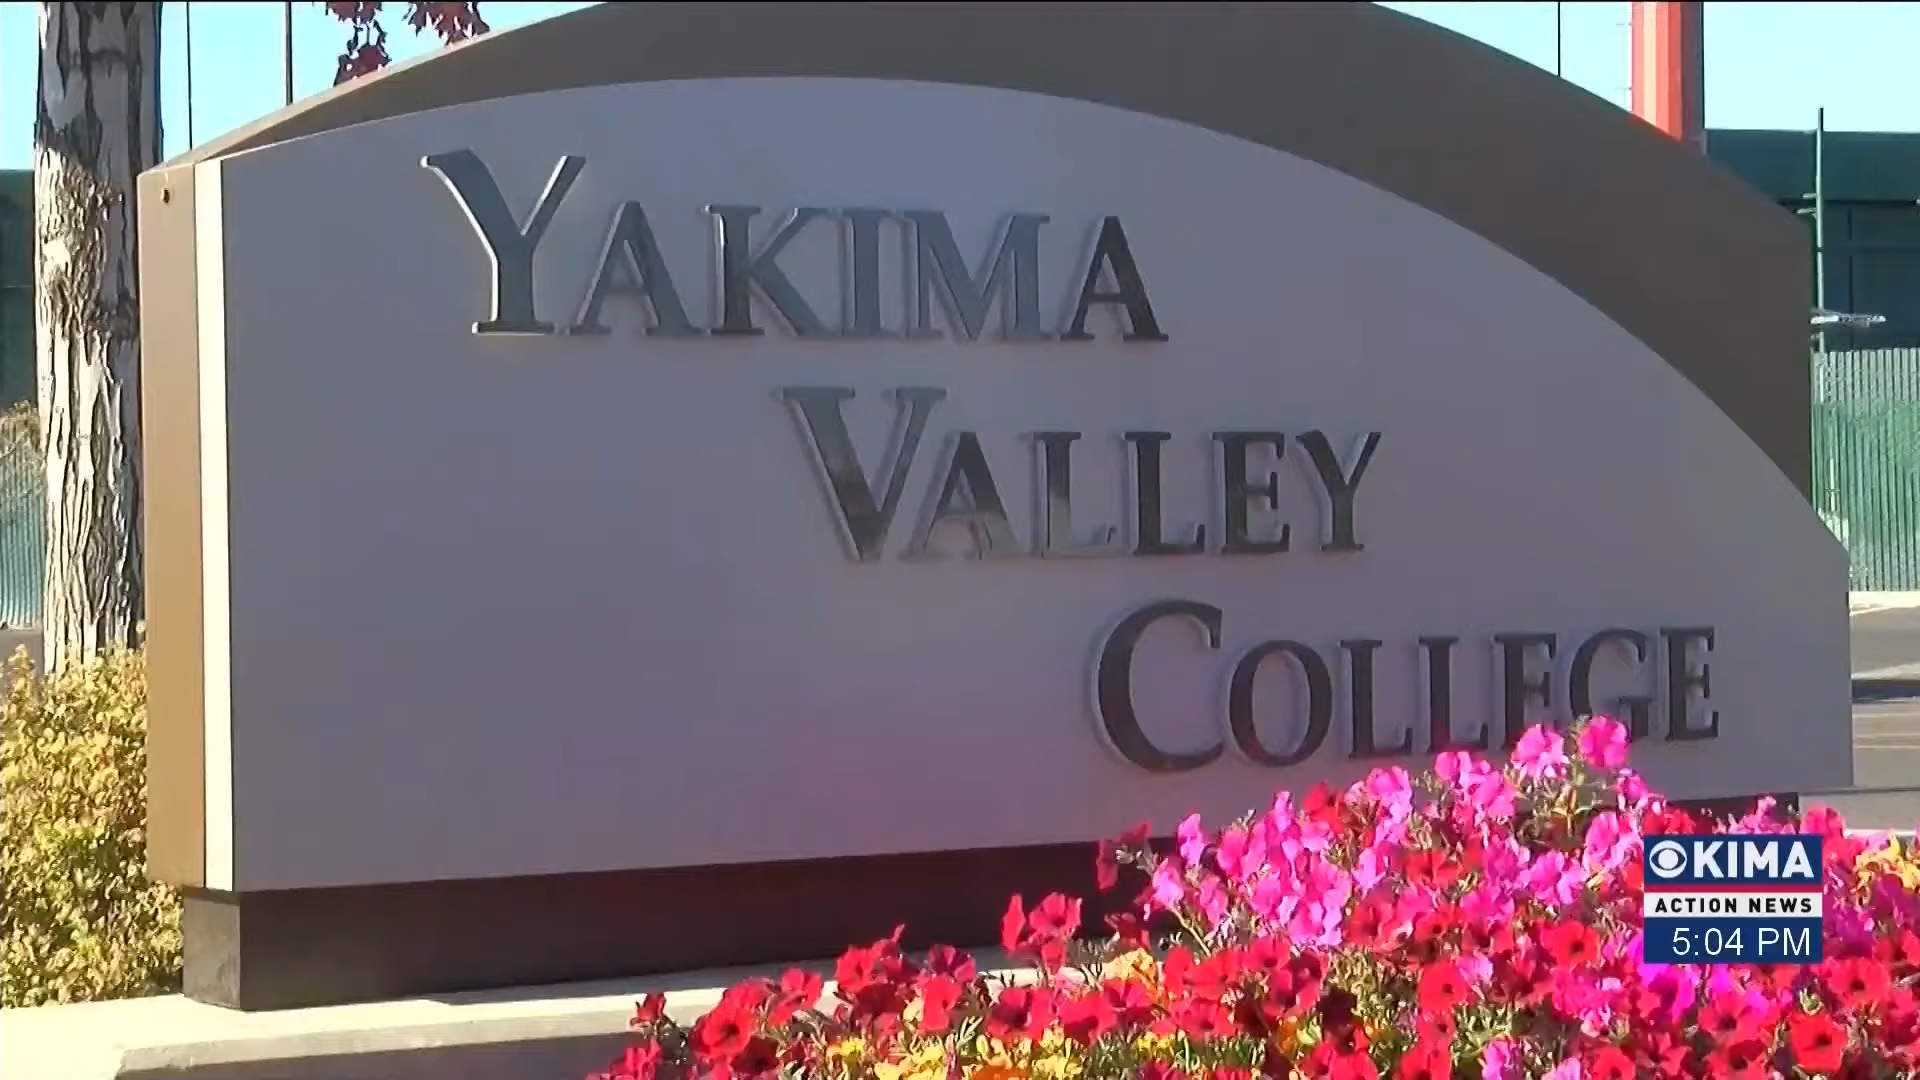 YAKIMA
VALLEY
COLLEGE
KIMA
ACTION NEWS
5:04 PM